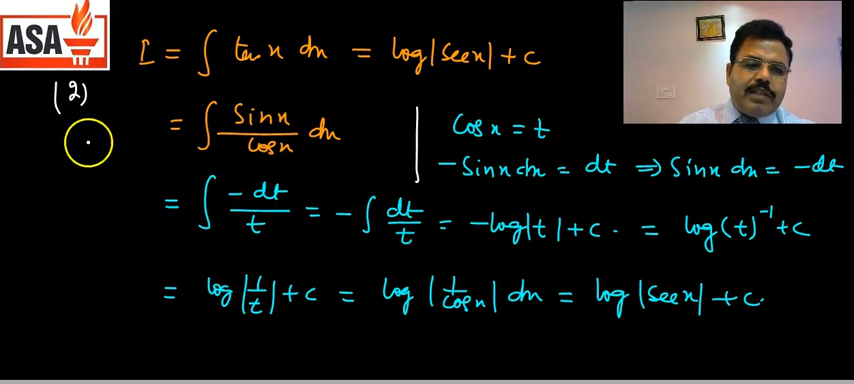 ASA
I = ∫ tan x dx = log|sec x| + c
(2)
= ∫ Sin x / Cos x dx
Cos x = t
- Sin x dx = dt ⇒ Sin x dx = -dt
= ∫ -dt / t = - ∫ dt / t = -log|t| + c. = log(t)⁻¹ + c
= log|1/t| + c = log|1/Cos x| dx = log|sec x| + c.